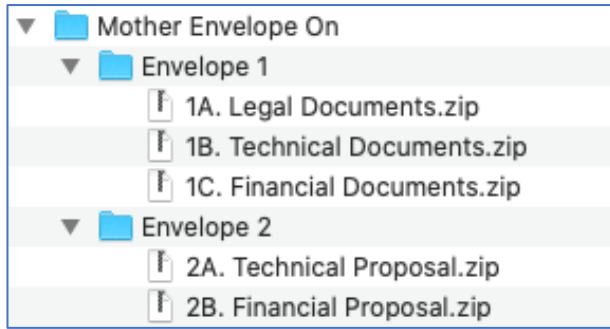 Mother Envelope On
Envelope 1
1A. Legal Documents.zip
1B. Technical Documents.zip
1C. Financial Documents.zip
Envelope 2
2A. Technical Proposal.zip
2B. Financial Proposal.zip